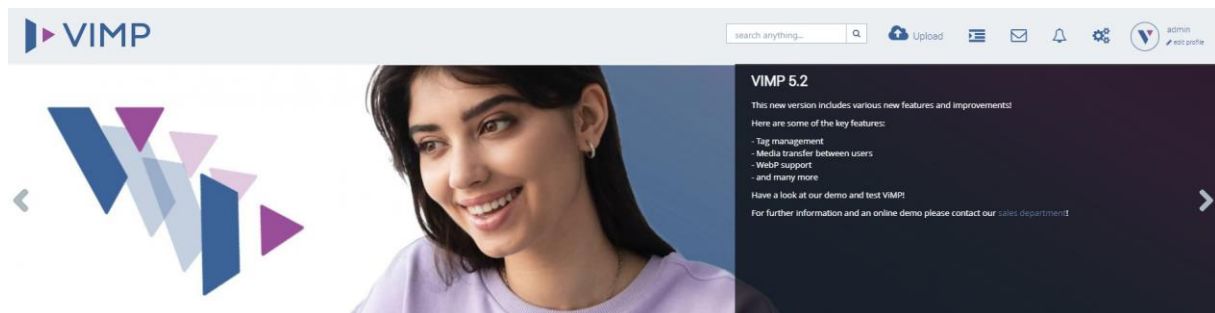 VIMP
search anything...
Upload
admin
edit profile
VIMP 5.2
This new version includes various new features and improvements!
Here are some of the key features:
- Tag management
- Media transfer between users
- WebP support
- and many more
Have a look at our demo and test ViMP!
For further information and an online demo please contact our sales department!